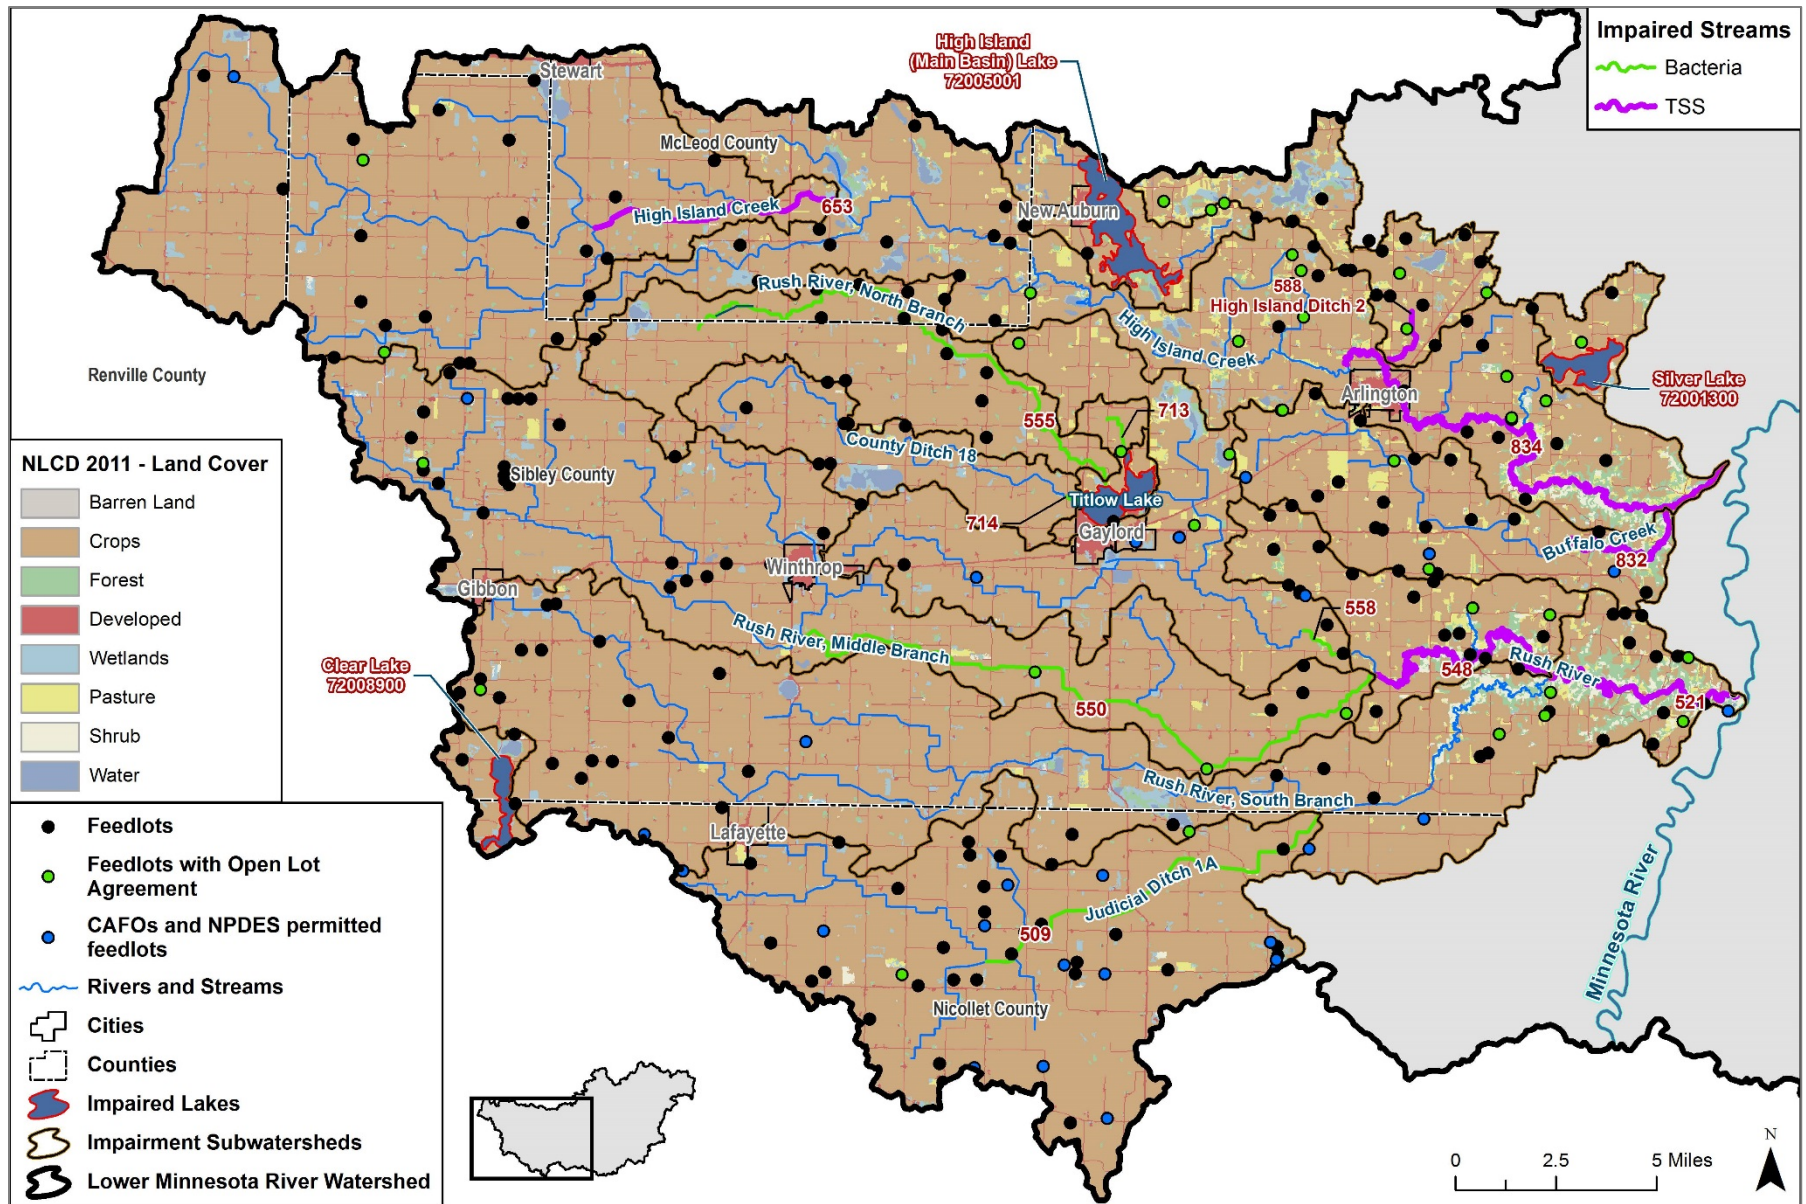 Impaired Streams
Bacteria
TSS
High Island
(Main Basin) Lake
72005001
Stewart
McLeod County
High Island Creek
653
New Auburn
Rush River, North Branch
588
High Island Ditch 2
High Island Creek
Silver Lake
72001300
Arlington
Renville County
555
713
834
County Ditch 18
Sibley County
Titlow Lake
714
Gaylord
Buffalo Creek
832
Winthrop
Gibbon
558
Rush River, Middle Branch
Rush River
548
521
550
Clear Lake
72008900
Rush River, South Branch
Lafayette
Judicial Ditch 1A
509
Nicollet County
Minnesota River
NLCD 2011 - Land Cover
Barren Land
Crops
Forest
Developed
Wetlands
Pasture
Shrub
Water
Feedlots
Feedlots with Open Lot
Agreement
CAFOs and NPDES permitted
feedlots
Rivers and Streams
Cities
Counties
Impaired Lakes
Impairment Subwatersheds
Lower Minnesota River Watershed
0 2.5 5 Miles
N